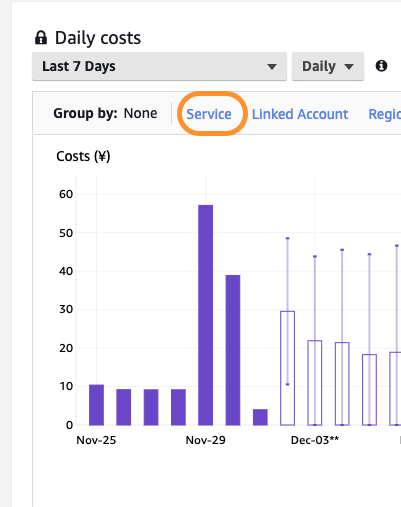 Daily costs
Last 7 Days Daily
Group by: None Service Linked Account Regio
Costs (¥)
60
50
40
30
20
10
0
Nov-25 Nov-29 Dec-03**